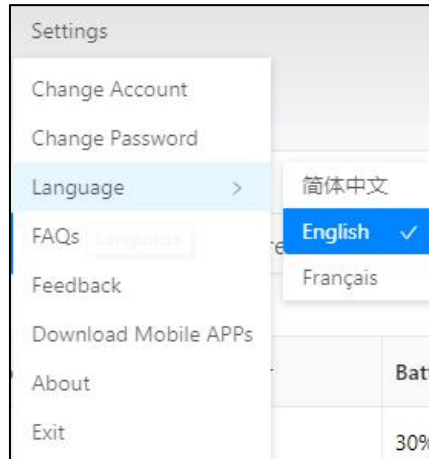 Settings
Change Account
Change Password
Language >
简体中文
FAQs Language
English ✓
re
Feedback
Français
Download Mobile APPs
About
Bat
Exit
30%